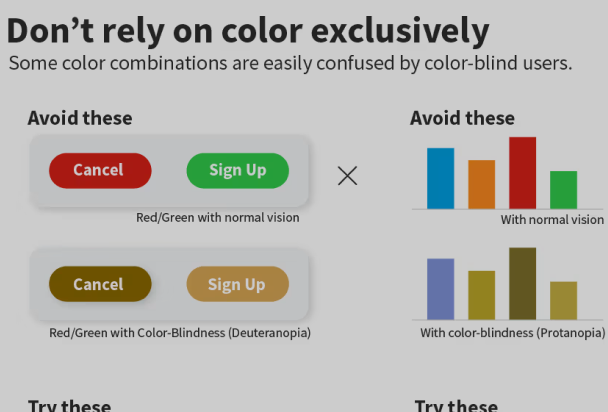 Don’t rely on color exclusively
Some color combinations are easily confused by color-blind users.
Avoid these
Cancel
Sign Up
Red/Green with normal vision
Cancel
Sign Up
Red/Green with Color-Blindness (Deuteranopia)
Avoid these
With normal vision
With color-blindness (Protanopia)
Try these
Try these